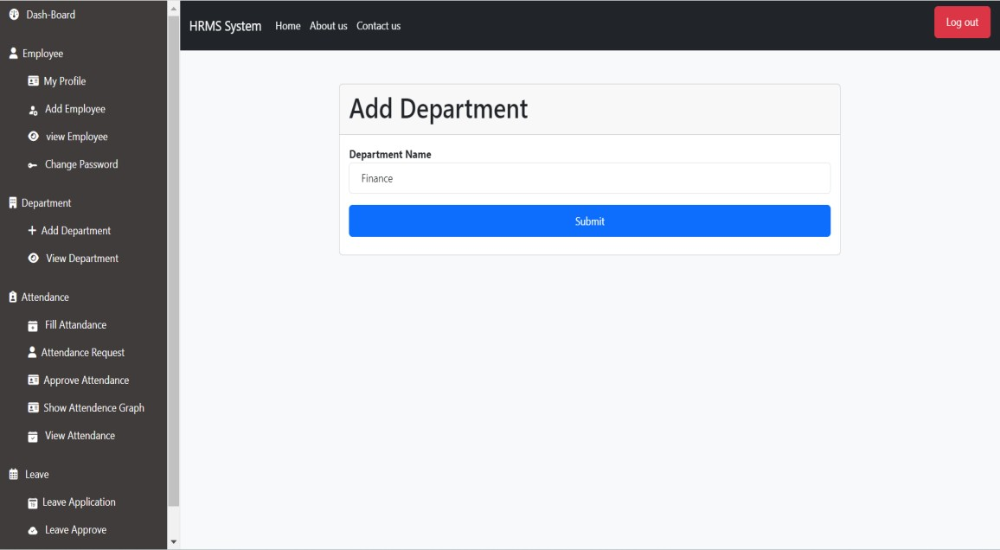 Dash-Board
Employee
My Profile
Add Employee
view Employee
Change Password
Department
Add Department
View Department
Attendance
Fill Attandance
Attendance Request
Approve Attendance
Show Attendence Graph
View Attendance
Leave
Leave Application
Leave Approve
HRMS System Home About us Contact us
Log out
Add Department
Department Name
Finance
Submit